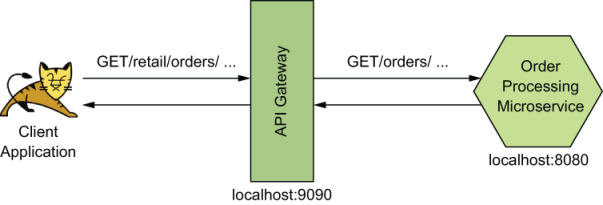 GET/retail/orders/ ...
GET/orders/ ...
API Gateway
Order
Processing
Microservice
Client
Application
localhost:8080
localhost:9090